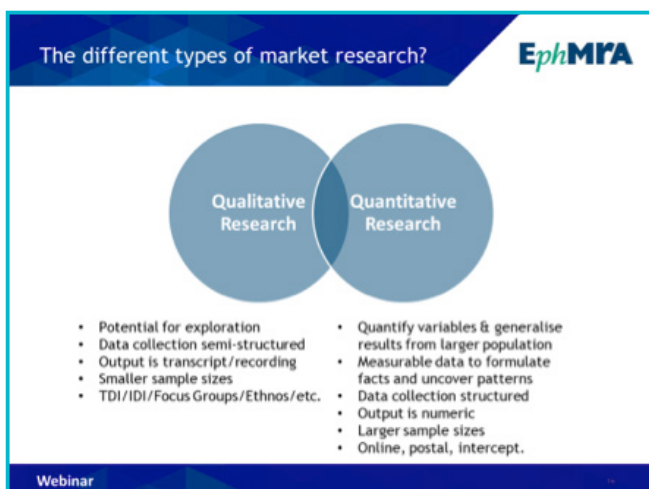 The different types of market research?
EphMRA
Qualitative
Research
Quantitative
Research
• Potential for exploration
• Data collection semi-structured
• Output is transcript/recording
• Smaller sample sizes
• TDI/IDI/Focus Groups/Ethnos/etc.
• Quantify variables & generalise
results from larger population
• Measurable data to formulate
facts and uncover patterns
• Data collection structured
• Output is numeric
• Larger sample sizes
• Online, postal, intercept.
Webinar